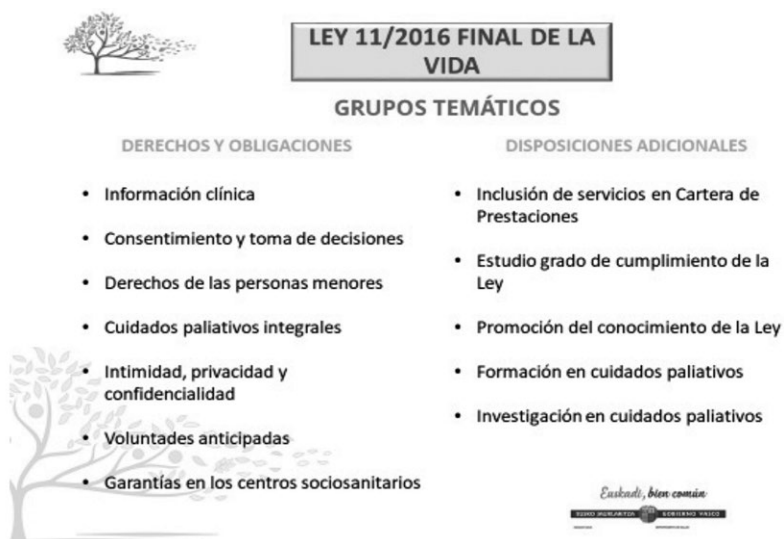 LEY 11/2016 FINAL DE LA
VIDA
GRUPOS TEMÁTICOS
DERECHOS Y OBLIGACIONES
• Información clínica
• Consentimiento y toma de decisiones
• Derechos de las personas menores
• Cuidados paliativos integrales
• Intimidad, privacidad y
confidencialidad
• Voluntades anticipadas
• Garantías en los centros sociosanitarios
DISPOSICIONES ADICIONALES
• Inclusión de servicios en Cartera de
Prestaciones
• Estudio grado de cumplimiento de la
Ley
• Promoción del conocimiento de la Ley
• Formación en cuidados paliativos
• Investigación en cuidados paliativos
Euskadi, bien común
EUSKO JAURLARITZA GOBIERNO VASCO